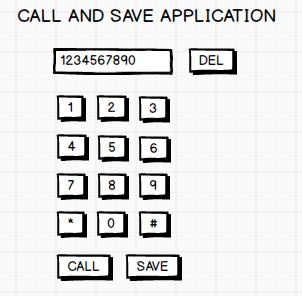 CALL AND SAVE APPLICATION
1234567890 DEL
1 2 3
4 5 6
7 8 9
* 0 #
CALL SAVE